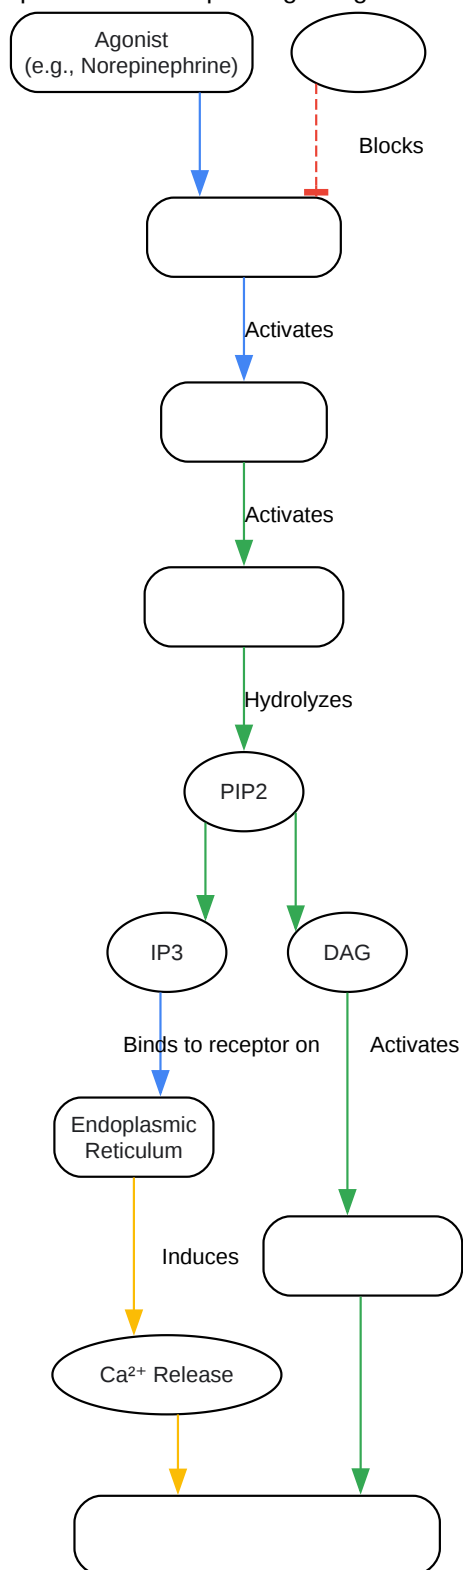 Agonist
(e.g., Norepinephrine)
Blocks
Activates
Activates
Hydrolyzes
PIP2
IP3
DAG
Binds to receptor on
Activates
Endoplasmic
Reticulum
Induces
Ca²⁺ Release